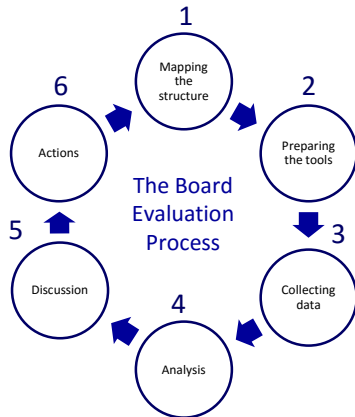 1
Mapping
the
structure
2
Preparing
the tools
3
Collecting
data
4
Analysis
5
Discussion
6
Actions
The Board
Evaluation
Process